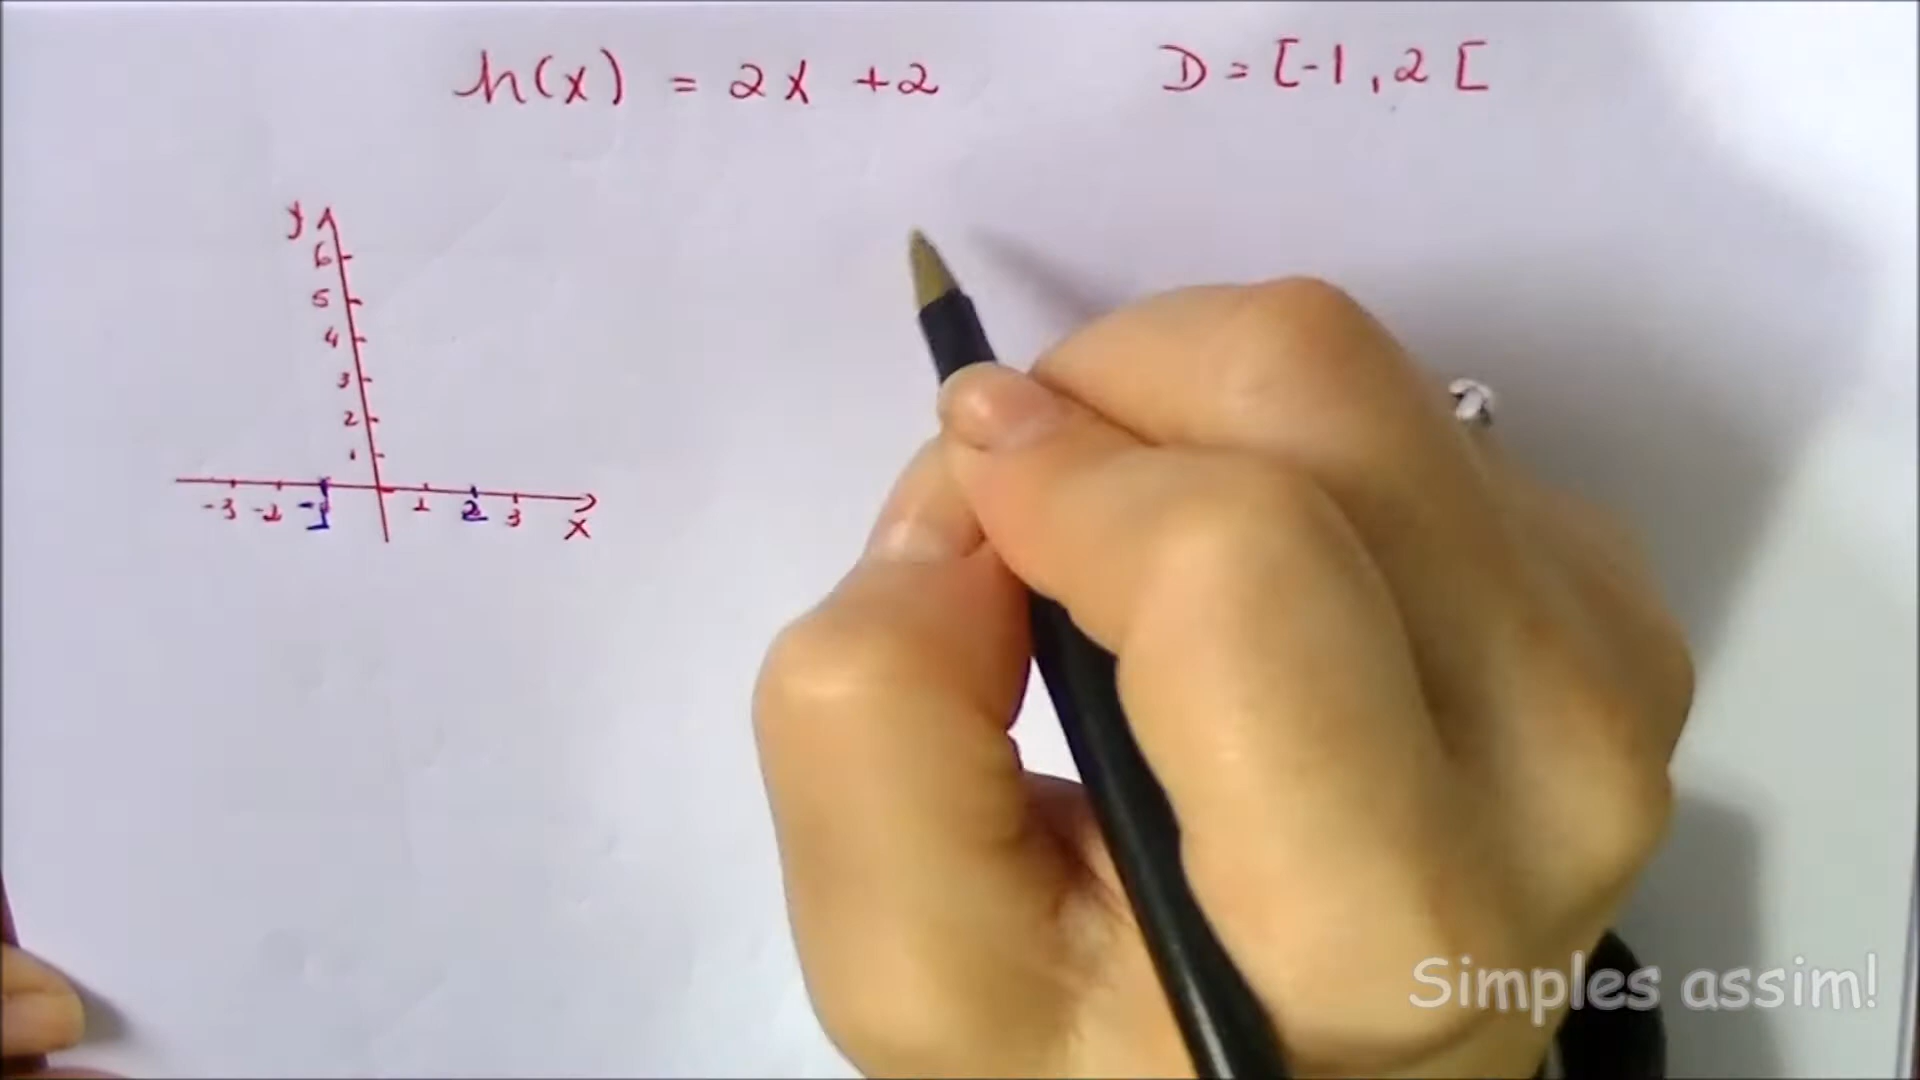 h(x) = 2x +2 D = [-1, 2 [
y
6
5
4
3
2
1
-3 -2 -1 1 2 3
x
Simples assim!